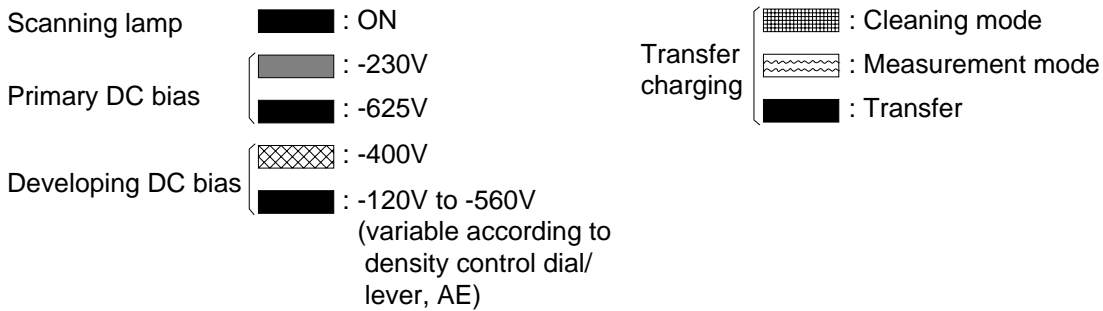 Scanning lamp : ON
Primary DC bias
: -230V
: -625V
Developing DC bias
: -400V
: -120V to -560V
(variable according to
density control dial/
lever, AE)
Transfer
charging
: Cleaning mode
: Measurement mode
: Transfer